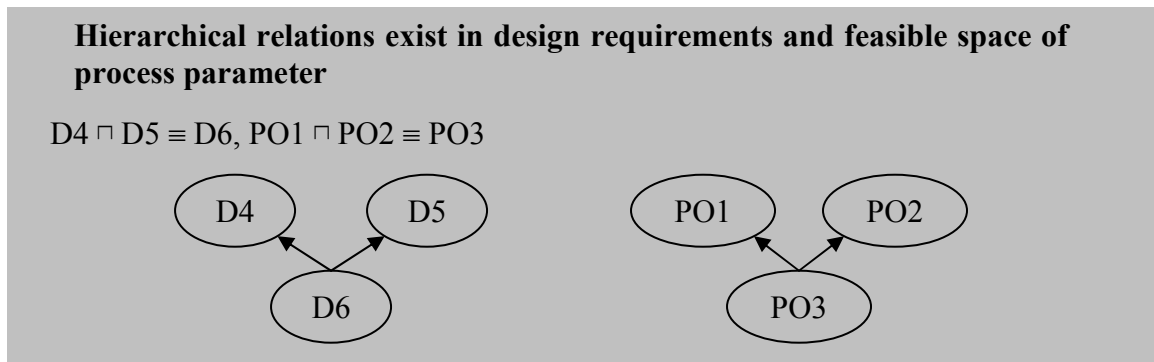 Hierarchical relations exist in design requirements and feasible space of
process parameter
D4 ⊓ D5 ≡ D6, PO1 ⊓ PO2 ≡ PO3
D4 D5 PO1 PO2
D6 PO3